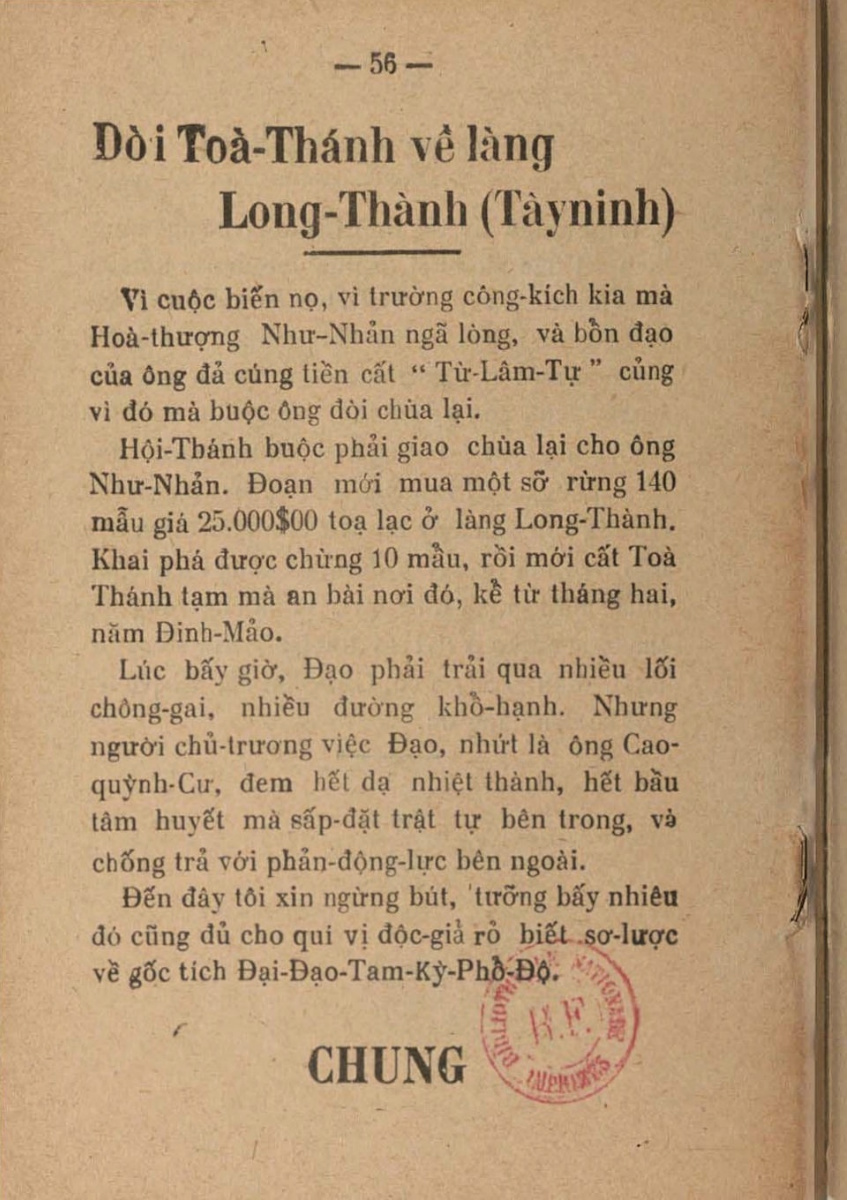 — 56 —
Dời Toà-Thánh về làng
Long-Thành (Tàyninh)
Vì cuộc biến nọ, vì trường công-kích kia mà
Hoà-thượng Như-Nhản ngã lòng, và bổn đạo
của ông đả cúng tiền cất “ Từ-Lâm-Tự ” củng
vì đó mà buộc ông đòi chùa lại.
Hội-Thánh buộc phải giao chùa lại cho ông
Như-Nhản. Đoạn mới mua một sở rừng 140
mẫu giá 25.000$00 toạ lạc ở làng Long-Thành.
Khai phá được chừng 10 mẫu, rồi mới cất Toà
Thánh tạm mà an bài nơi đó, kể từ tháng hai,
năm Đinh-Mảo.
Lúc bấy giờ, Đạo phải trải qua nhiều lối
chông-gai, nhiều đường khổ-hạnh. Nhưng
người chủ-trương việc Đạo, nhứt là ông Cao-
quỳnh-Cư, đem hết dạ nhiệt thành, hết bầu
tâm huyết mà sấp-đặt trật tự bên trong, và
chống trả với phản-động-lực bên ngoài.
Đến đây tôi xin ngừng bút, tưởng bấy nhiêu
đó cũng đủ cho quí vị độc-giả rỏ biết sơ-lược
về gốc tích Đại-Đạo-Tam-Kỳ-Phổ-Độ.
CHUNG